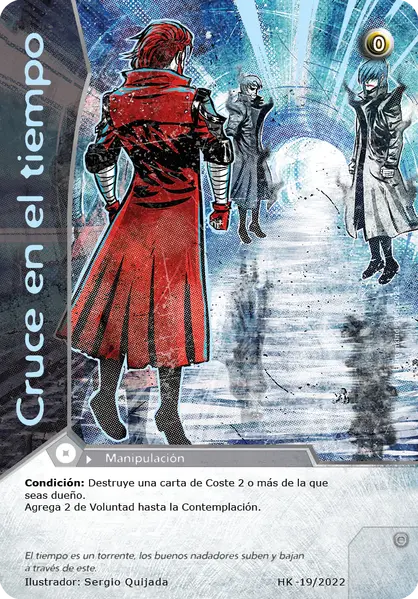 Cruce en el tiempo
0
Manipulación
Condición: Destruye una carta de Coste 2 o más de la que
seas dueño.
Agrega 2 de Voluntad hasta la Contemplación.
El tiempo es un torrente, los buenos nadadores suben y bajan
a través de este.
Ilustrador: Sergio Quijada
HK -19/2022